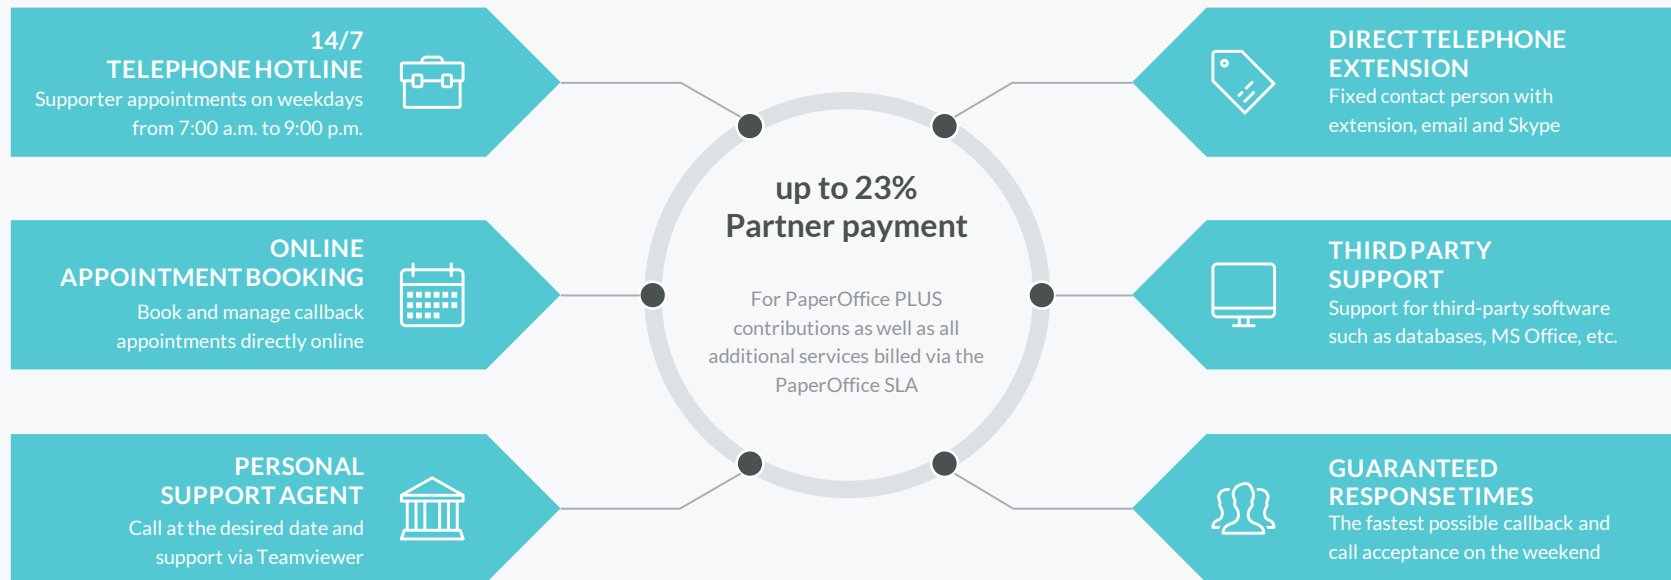 14/7
TELEPHONE HOTLINE
Supporter appointments on weekdays
from 7:00 a.m. to 9:00 p.m.
ONLINE
APPOINTMENT BOOKING
Book and manage callback
appointments directly online
PERSONAL
SUPPORT AGENT
Call at the desired date and
support via Teamviewer
up to 23%
Partner payment
For PaperOffice PLUS
contributions as well as all
additional services billed via the
PaperOffice SLA
DIRECT TELEPHONE
EXTENSION
Fixed contact person with
extension, email and Skype
THIRD PARTY
SUPPORT
Support for third-party software
such as databases, MS Office, etc.
GUARANTEED
RESPONSE TIMES
The fastest possible callback and
call acceptance on the weekend